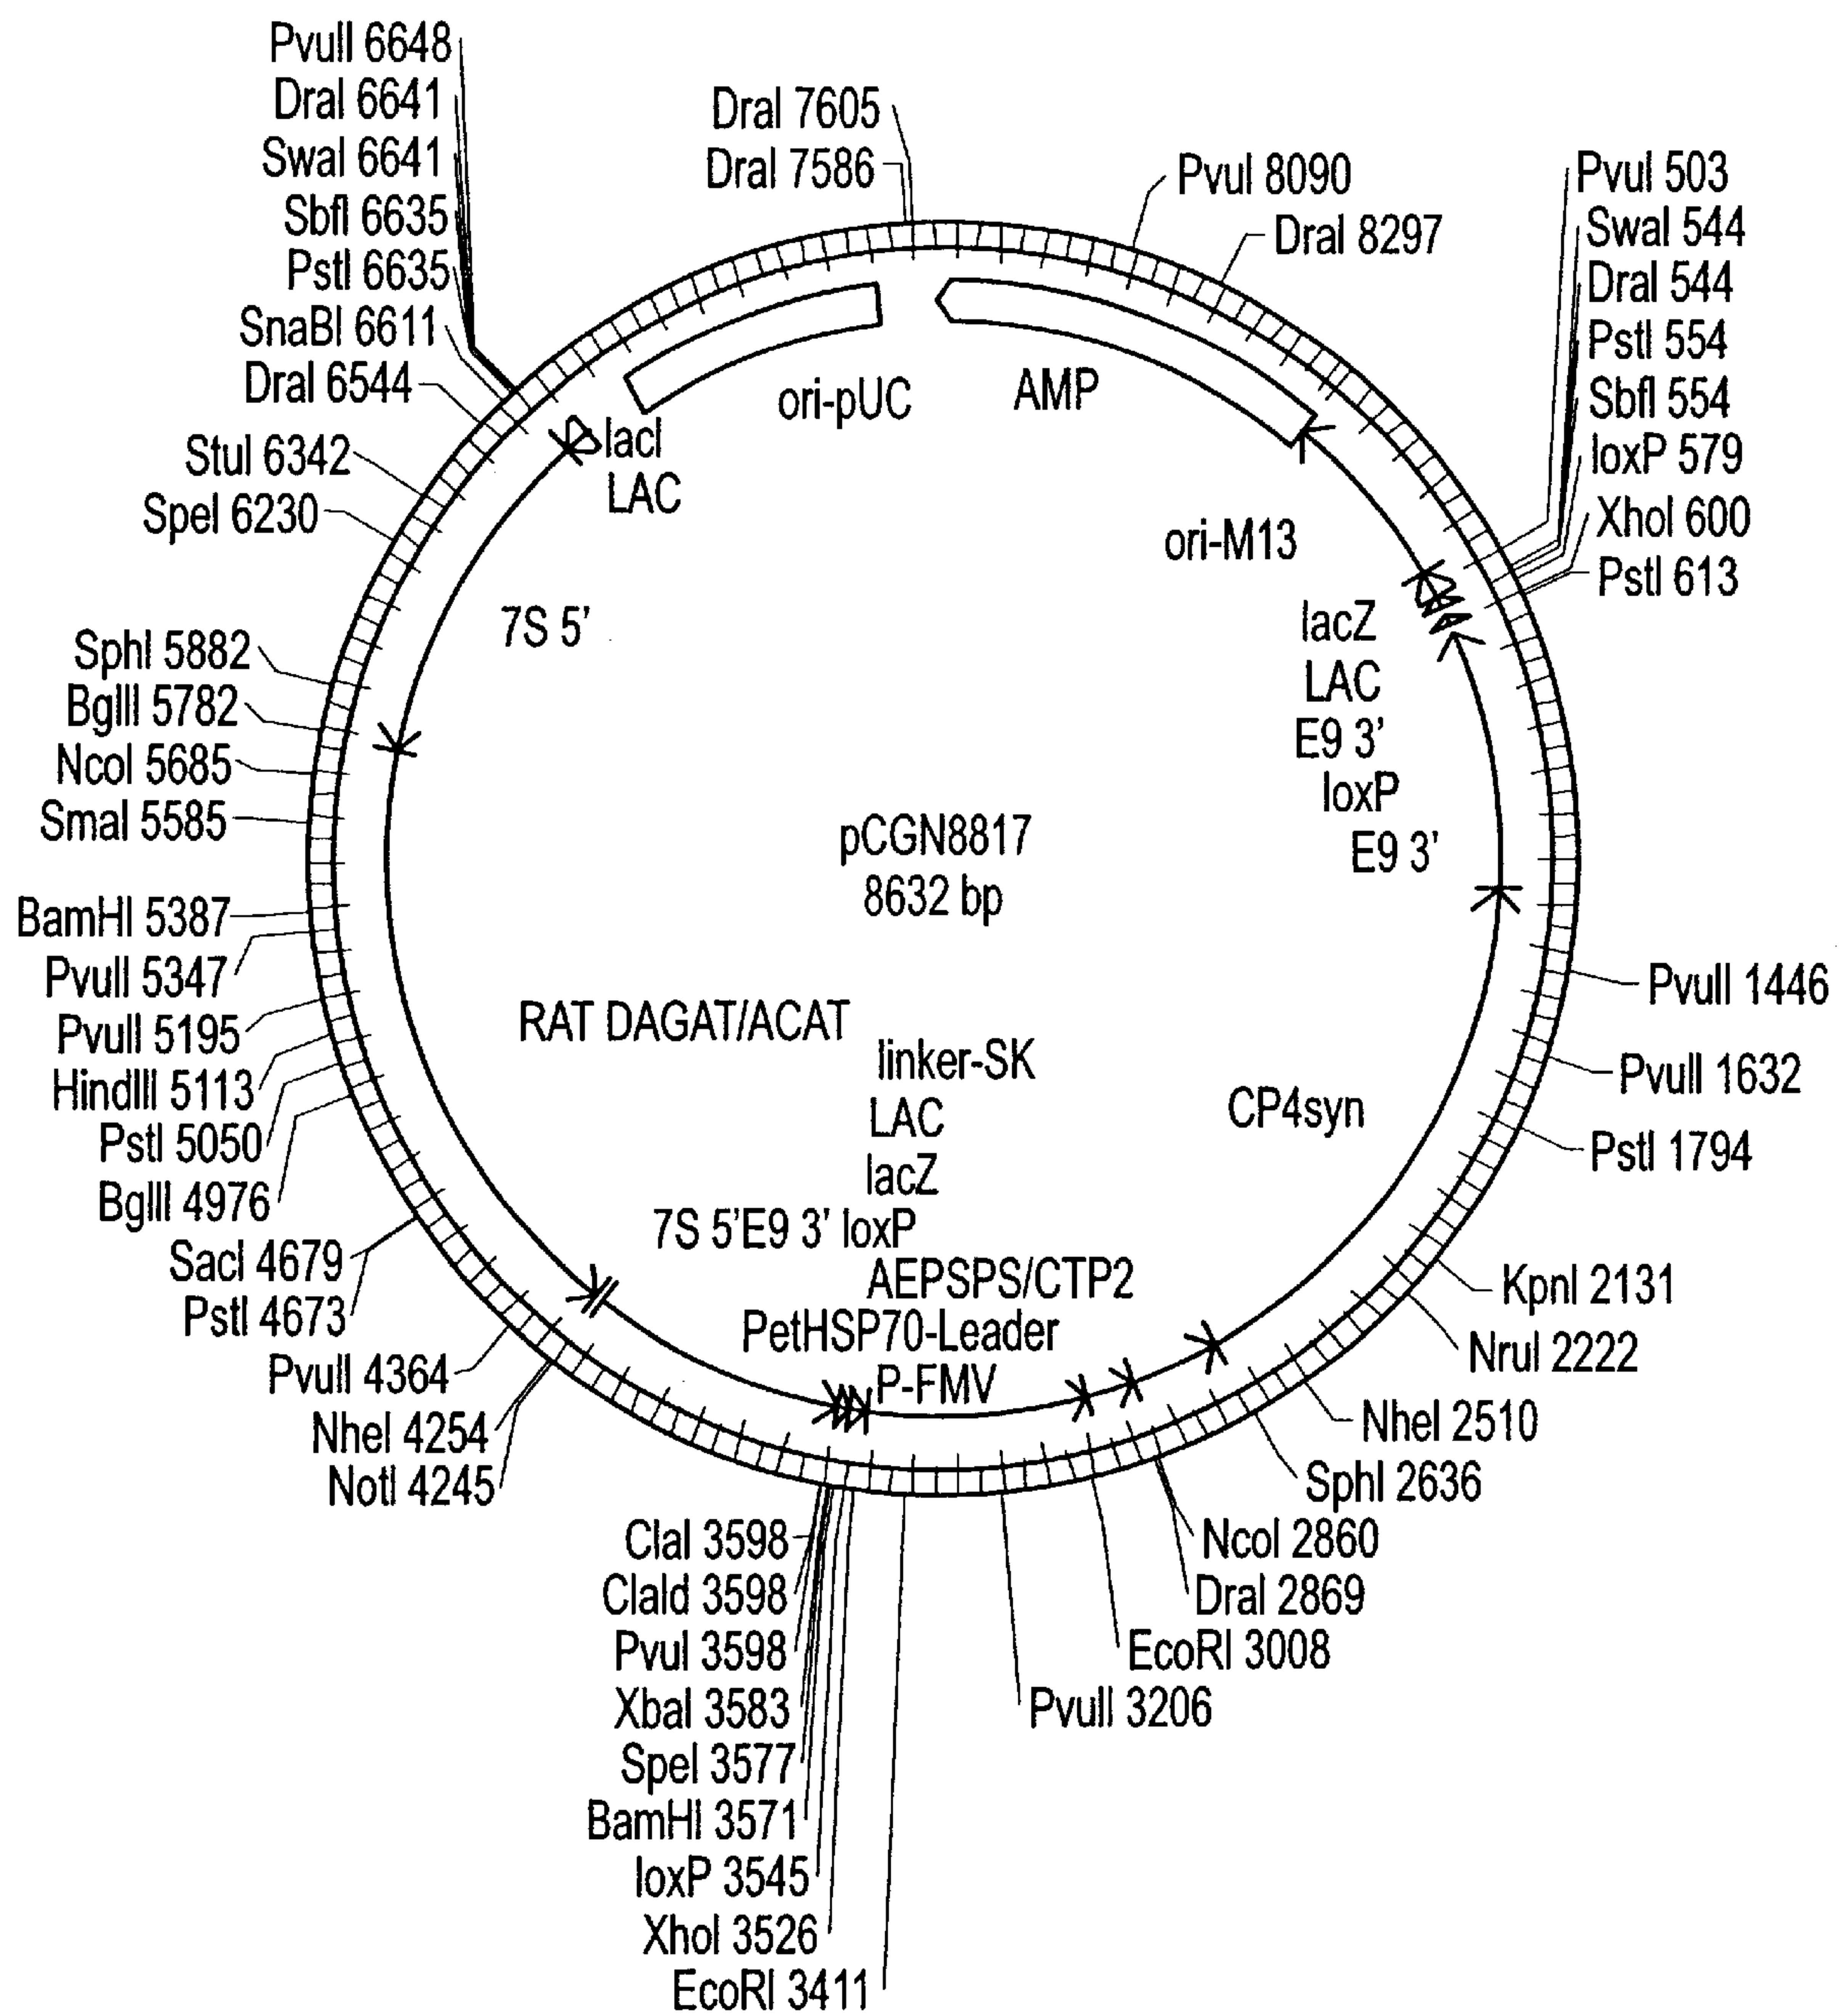 PvuII 6648
DraI 6641
SwaI 6641
SbfI 6635
PstI 6635
SnaBI 6611
DraI 6544
StuI 6342
SpeI 6230
SphI 5882
BglII 5782
NcoI 5685
SmaI 5585
BamHI 5387
PvuII 5347
PvuII 5195
HindIII 5113
PstI 5050
BglII 4976
SacI 4679
PstI 4673
PvuII 4364
NheI 4254
NotI 4245
DraI 7605
DraI 7586
PvuI 8090
DraI 8297
PvuI 503
SwaI 544
DraI 544
PstI 554
SbfI 554
loxP 579
XhoI 600
PstI 613
PvuII 1446
PvuII 1632
PstI 1794
KpnI 2131
NruI 2222
NheI 2510
SphI 2636
NcoI 2860
DraI 2869
EcoRI 3008
PvuII 3206
ClaI 3598
ClaId 3598
PvuI 3598
XbaI 3583
SpeI 3577
BamHI 3571
loxP 3545
XhoI 3526
EcoRI 3411
ori-pUC
AMP
lacI
LAC
ori-M13
7S 5'
lacZ
LAC
E9 3'
loxP
E9 3'
pCGN8817
8632 bp
RAT DAGAT/ACAT
linker-SK
LAC
lacZ
7S 5'E9 3' loxP
AEPSPS/CTP2
PetHSP70-Leader
P-FMV
CP4syn